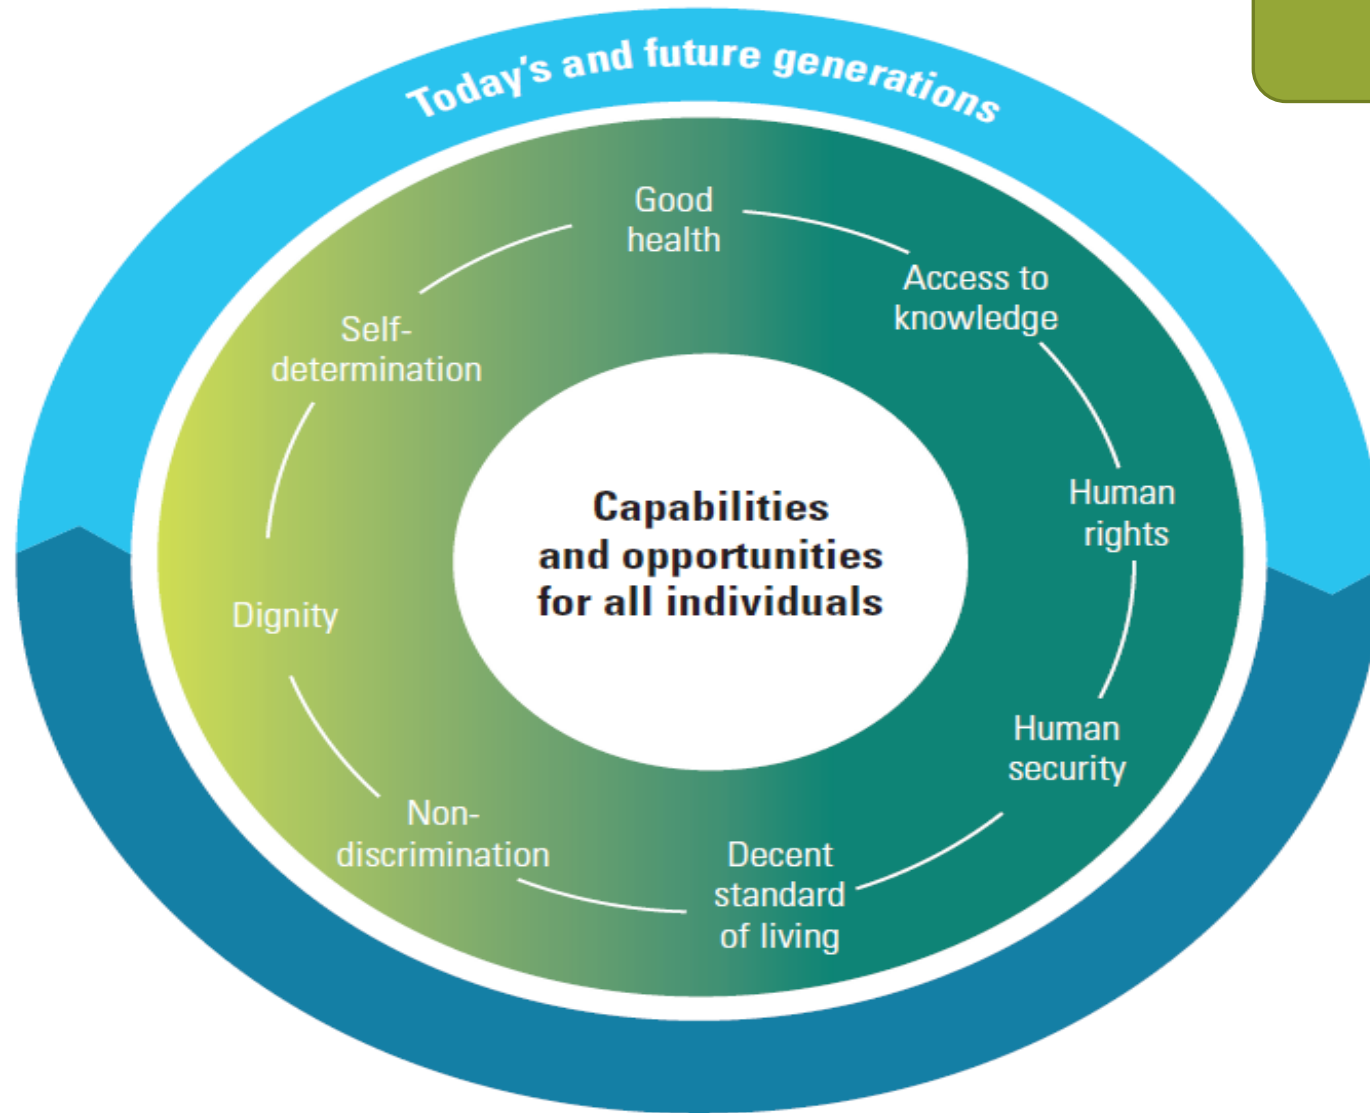 Today's and future generations
Good
health
Access to
knowledge
Human
rights
Human
security
Decent
standard
of living
Non-
discrimination
Dignity
Self-
determination
Capabilities
and opportunities
for all individuals